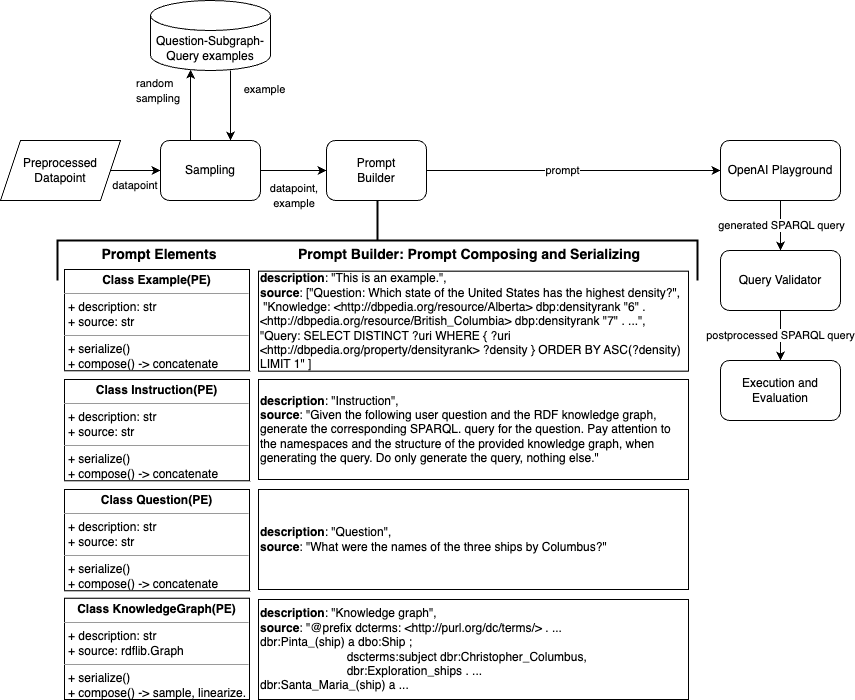 Question-Subgraph-
Query examples
random
sampling
example
Preprocessed
Datapoint
datapoint
Sampling
datapoint,
example
Prompt
Builder
prompt
OpenAI Playground
generated SPARQL query
Query Validator
postprocessed SPARQL query
Execution and
Evaluation
Prompt Elements
Prompt Builder: Prompt Composing and Serializing
Class Example(PE)
+ description: str
+ source: str
+ serialize()
+ compose() -> concatenate
description: "This is an example.",
source: ["Question: Which state of the United States has the highest density?",
"Knowledge: <http://dbpedia.org/resource/Alberta> dbp:densityrank "6" .
<http://dbpedia.org/resource/British_Columbia> dbp:densityrank "7" . ...",
"Query: SELECT DISTINCT ?uri WHERE { ?uri
<http://dbpedia.org/property/densityrank> ?density } ORDER BY ASC(?density)
LIMIT 1" ]
Class Instruction(PE)
+ description: str
+ source: str
+ serialize()
+ compose() -> concatenate
description: "Instruction",
source: "Given the following user question and the RDF knowledge graph,
generate the corresponding SPARQL. query for the question. Pay attention to
the namespaces and the structure of the provided knowledge graph, when
generating the query. Do only generate the query, nothing else."
Class Question(PE)
+ description: str
+ source: str
+ serialize()
+ compose() -> concatenate
description: "Question",
source: "What were the names of the three ships by Columbus?"
Class KnowledgeGraph(PE)
+ description: str
+ source: rdflib.Graph
+ serialize()
+ compose() -> sample, linearize.
description: "Knowledge graph",
source: "@prefix dcterms: <http://purl.org/dc/terms/> . ...
dbr:Pinta_(ship) a dbo:Ship ;
dscterms:subject dbr:Christopher_Columbus,
dbr:Exploration_ships . ...
dbr:Santa_Maria_(ship) a ...